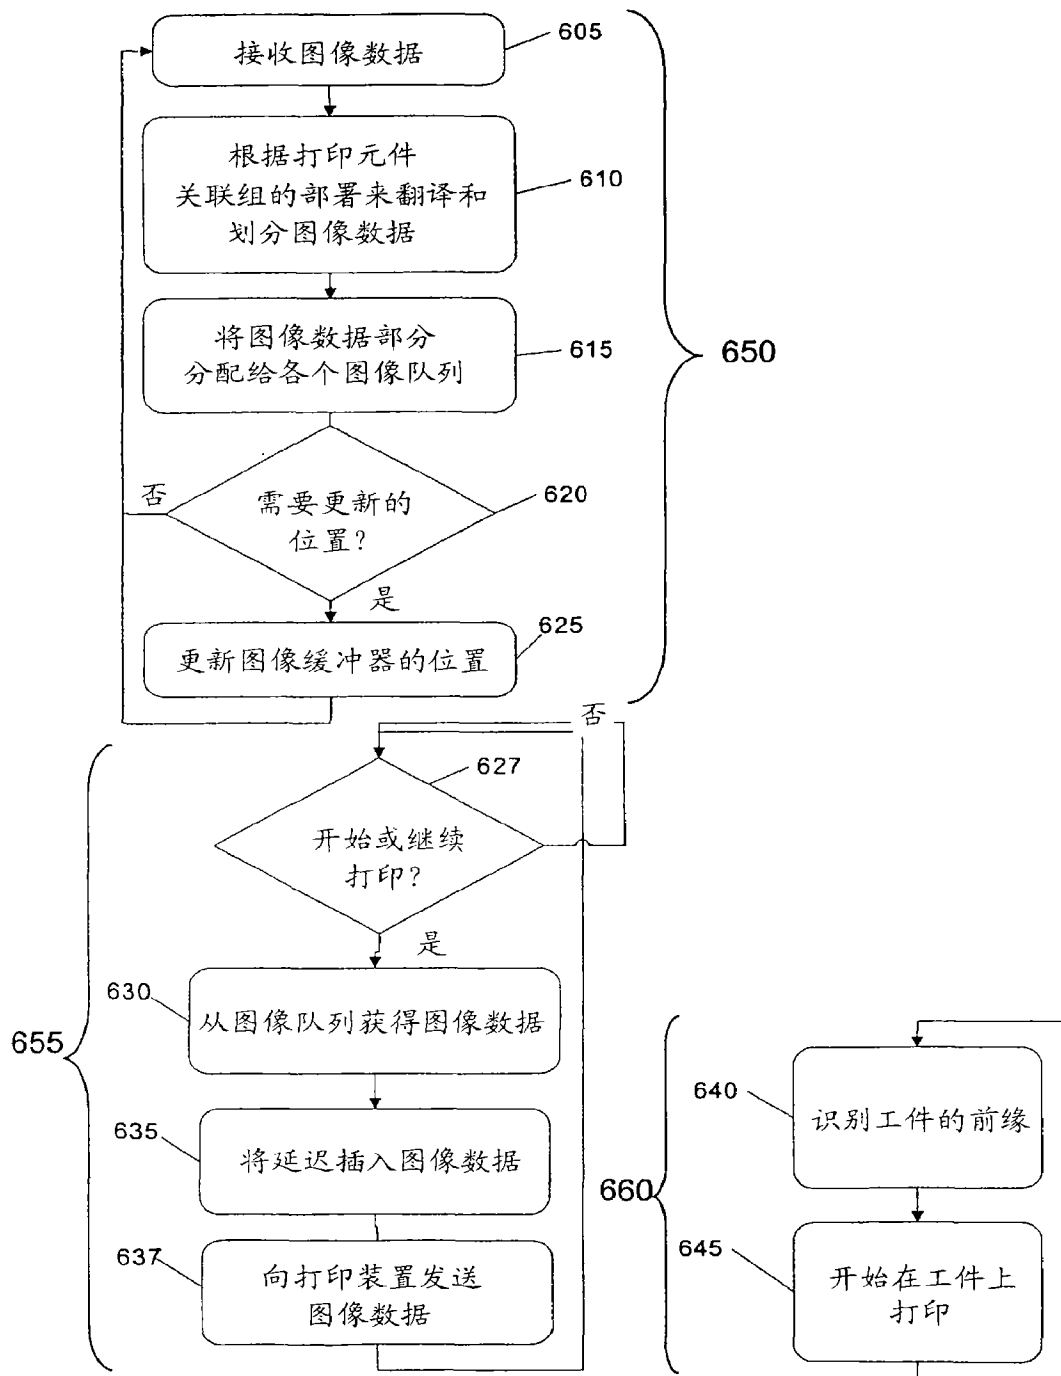 接收图像数据
605
根据打印元件
关联组的部署来翻译和
划分图像数据
610
将图像数据部分
分配给各个图像队列
615
650
否
需要更新的
位置?
620
是
更新图像缓冲器的位置
625
否
627
开始或继续
打印?
是
630
从图像队列获得图像数据
655
635
将延迟插入图像数据
637
向打印装置发送
图像数据
640
识别工件的前缘
660
645
开始在工件上
打印